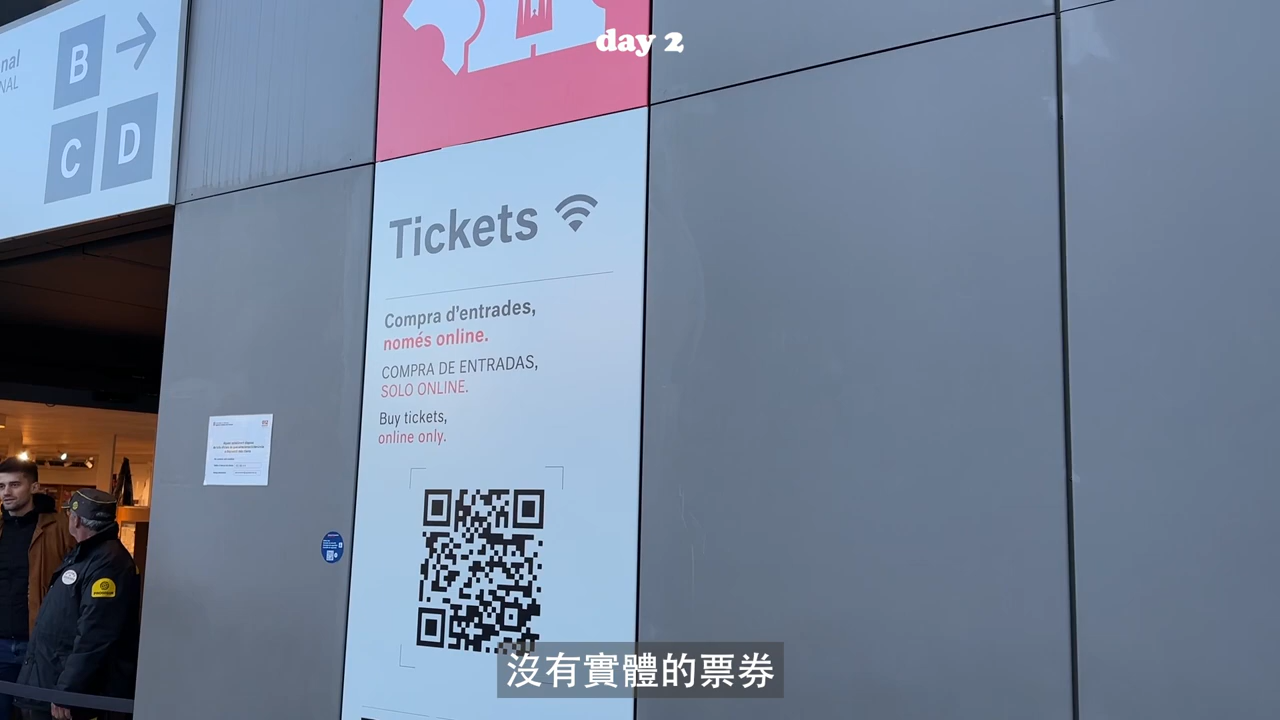 day 2
nal
NAL
B
C D
Tickets
Compra d'entrades,
només online.
COMPRA DE ENTRADAS,
SOLO ONLINE.
Buy tickets,
online only.
沒有實體的票券